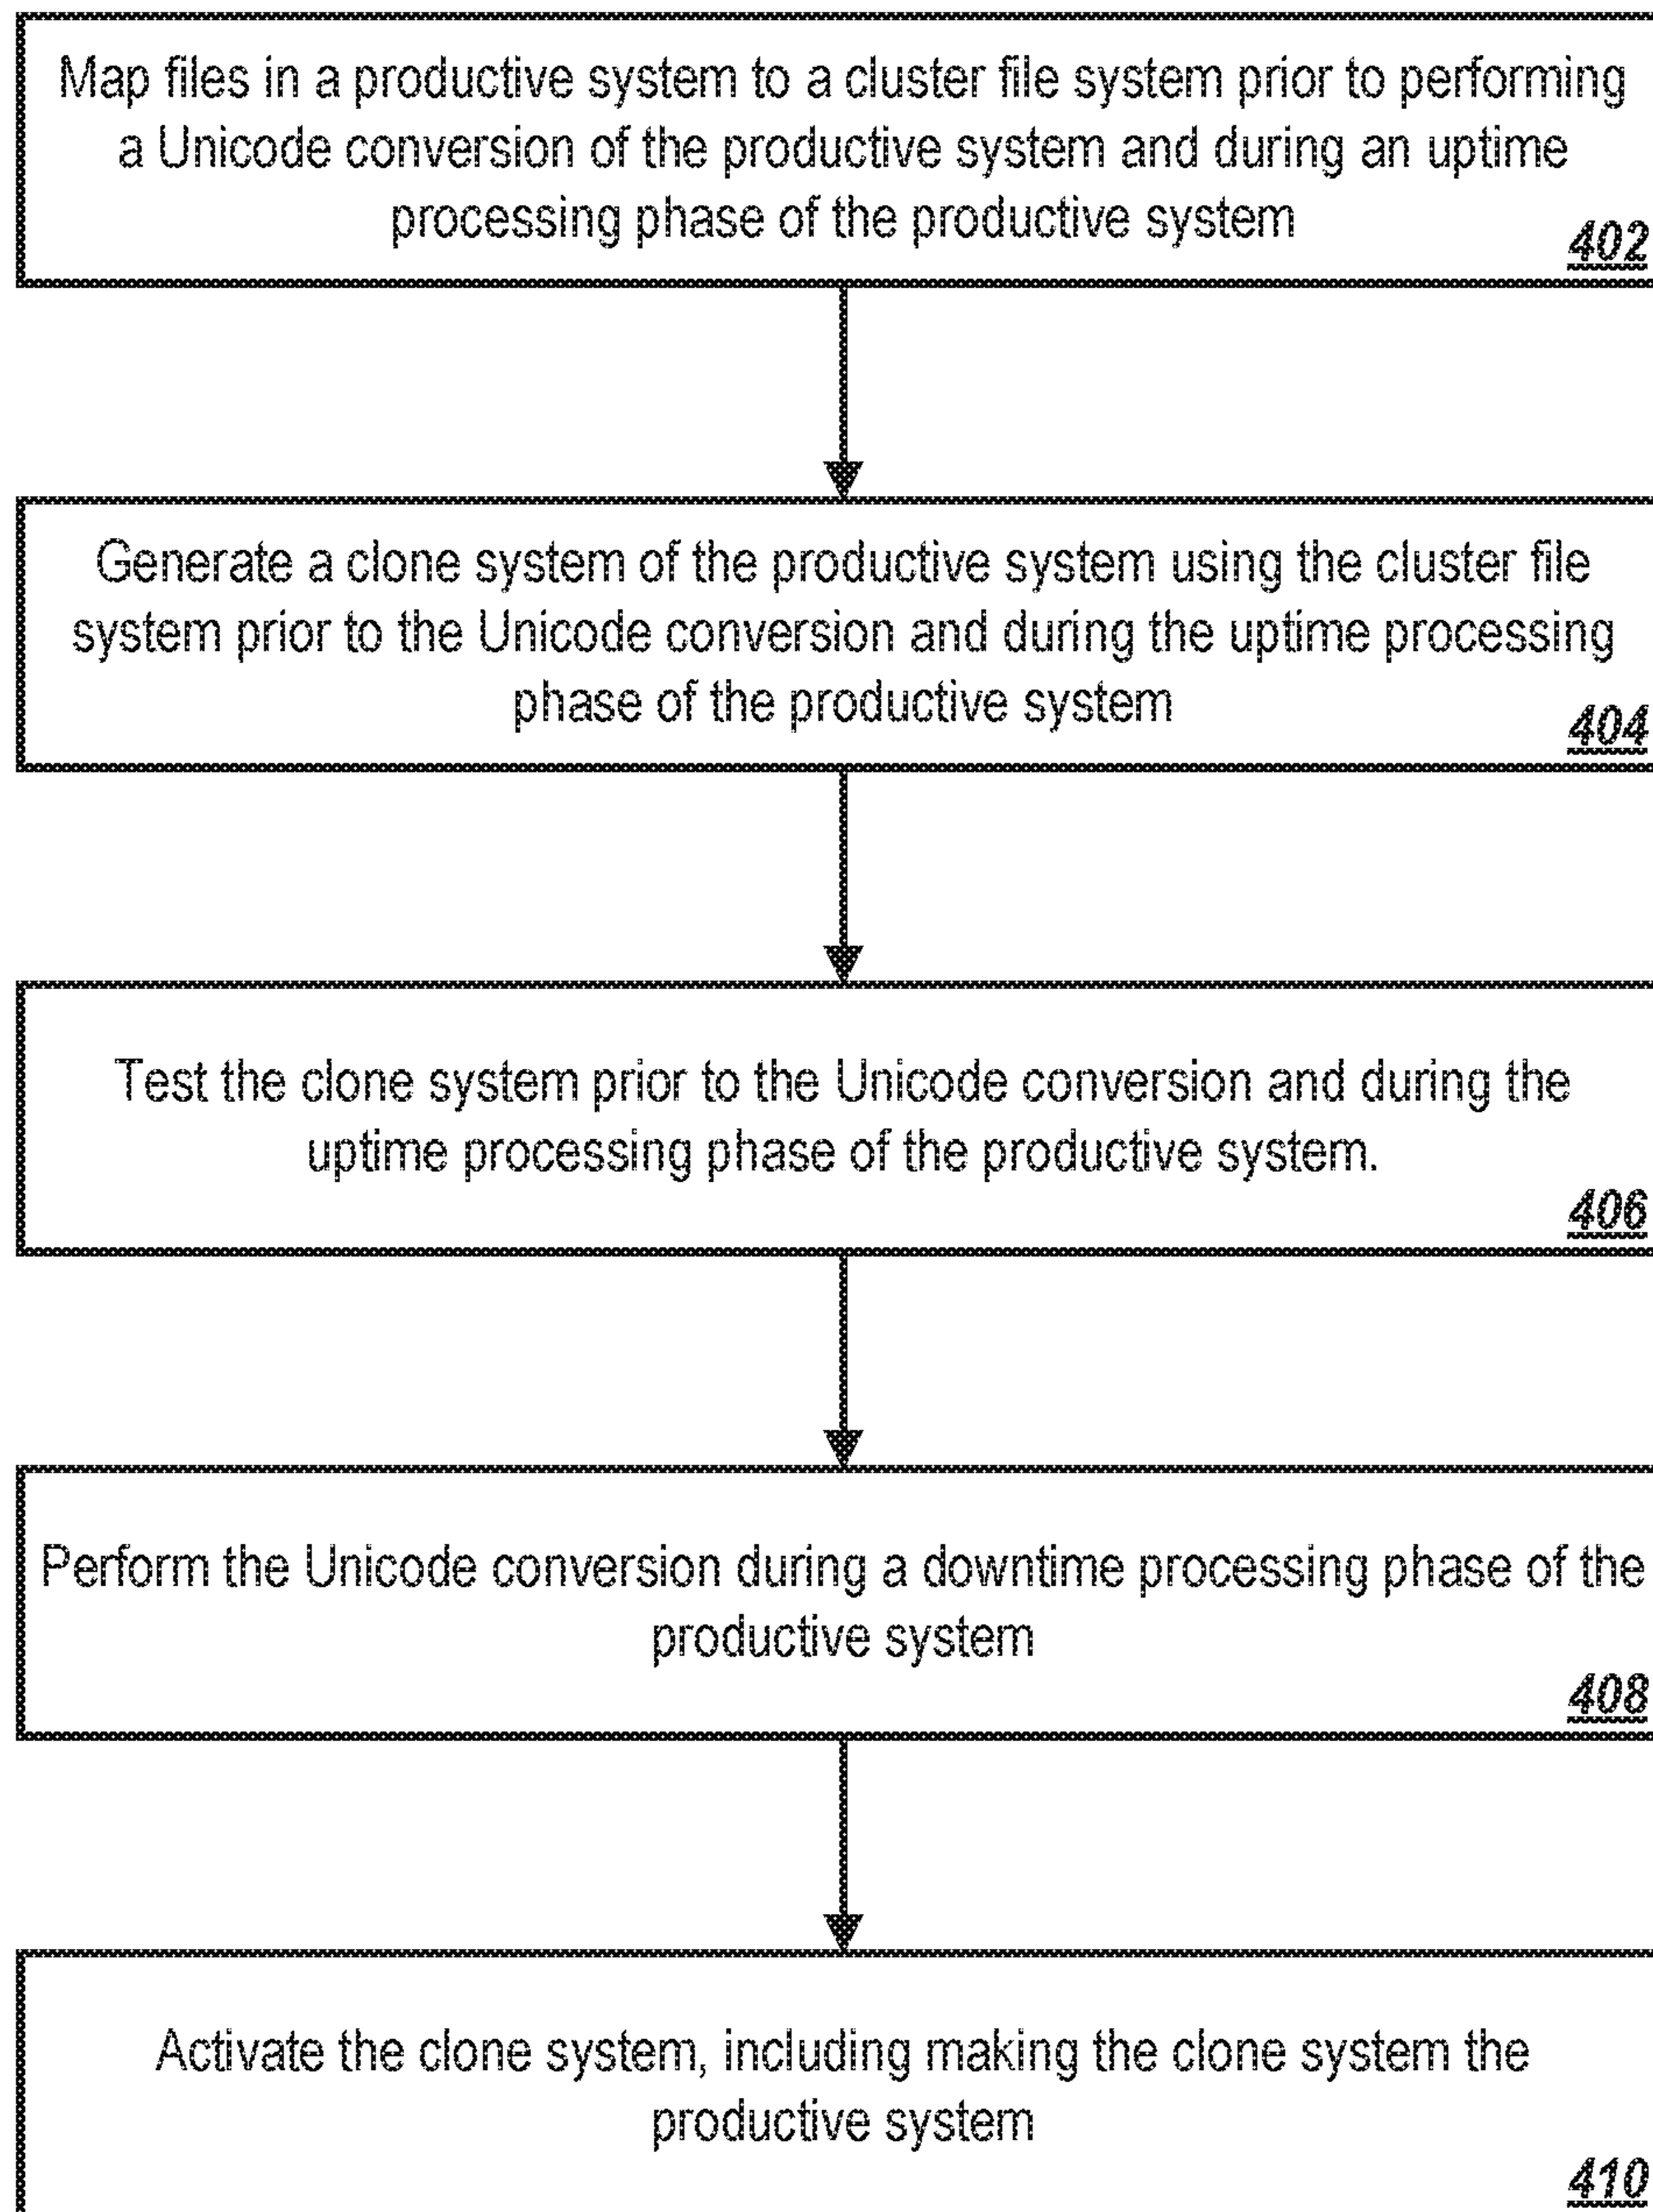 Map files in a productive system to a cluster file system prior to performing
a Unicode conversion of the productive system and during an uptime
processing phase of the productive system
402
Generate a clone system of the productive system using the cluster file
system prior to the Unicode conversion and during the uptime processing
phase of the productive system
404
Test the clone system prior to the Unicode conversion and during the
uptime processing phase of the productive system.
406
Perform the Unicode conversion during a downtime processing phase of the
productive system
408
Activate the clone system, including making the clone system the
productive system
410